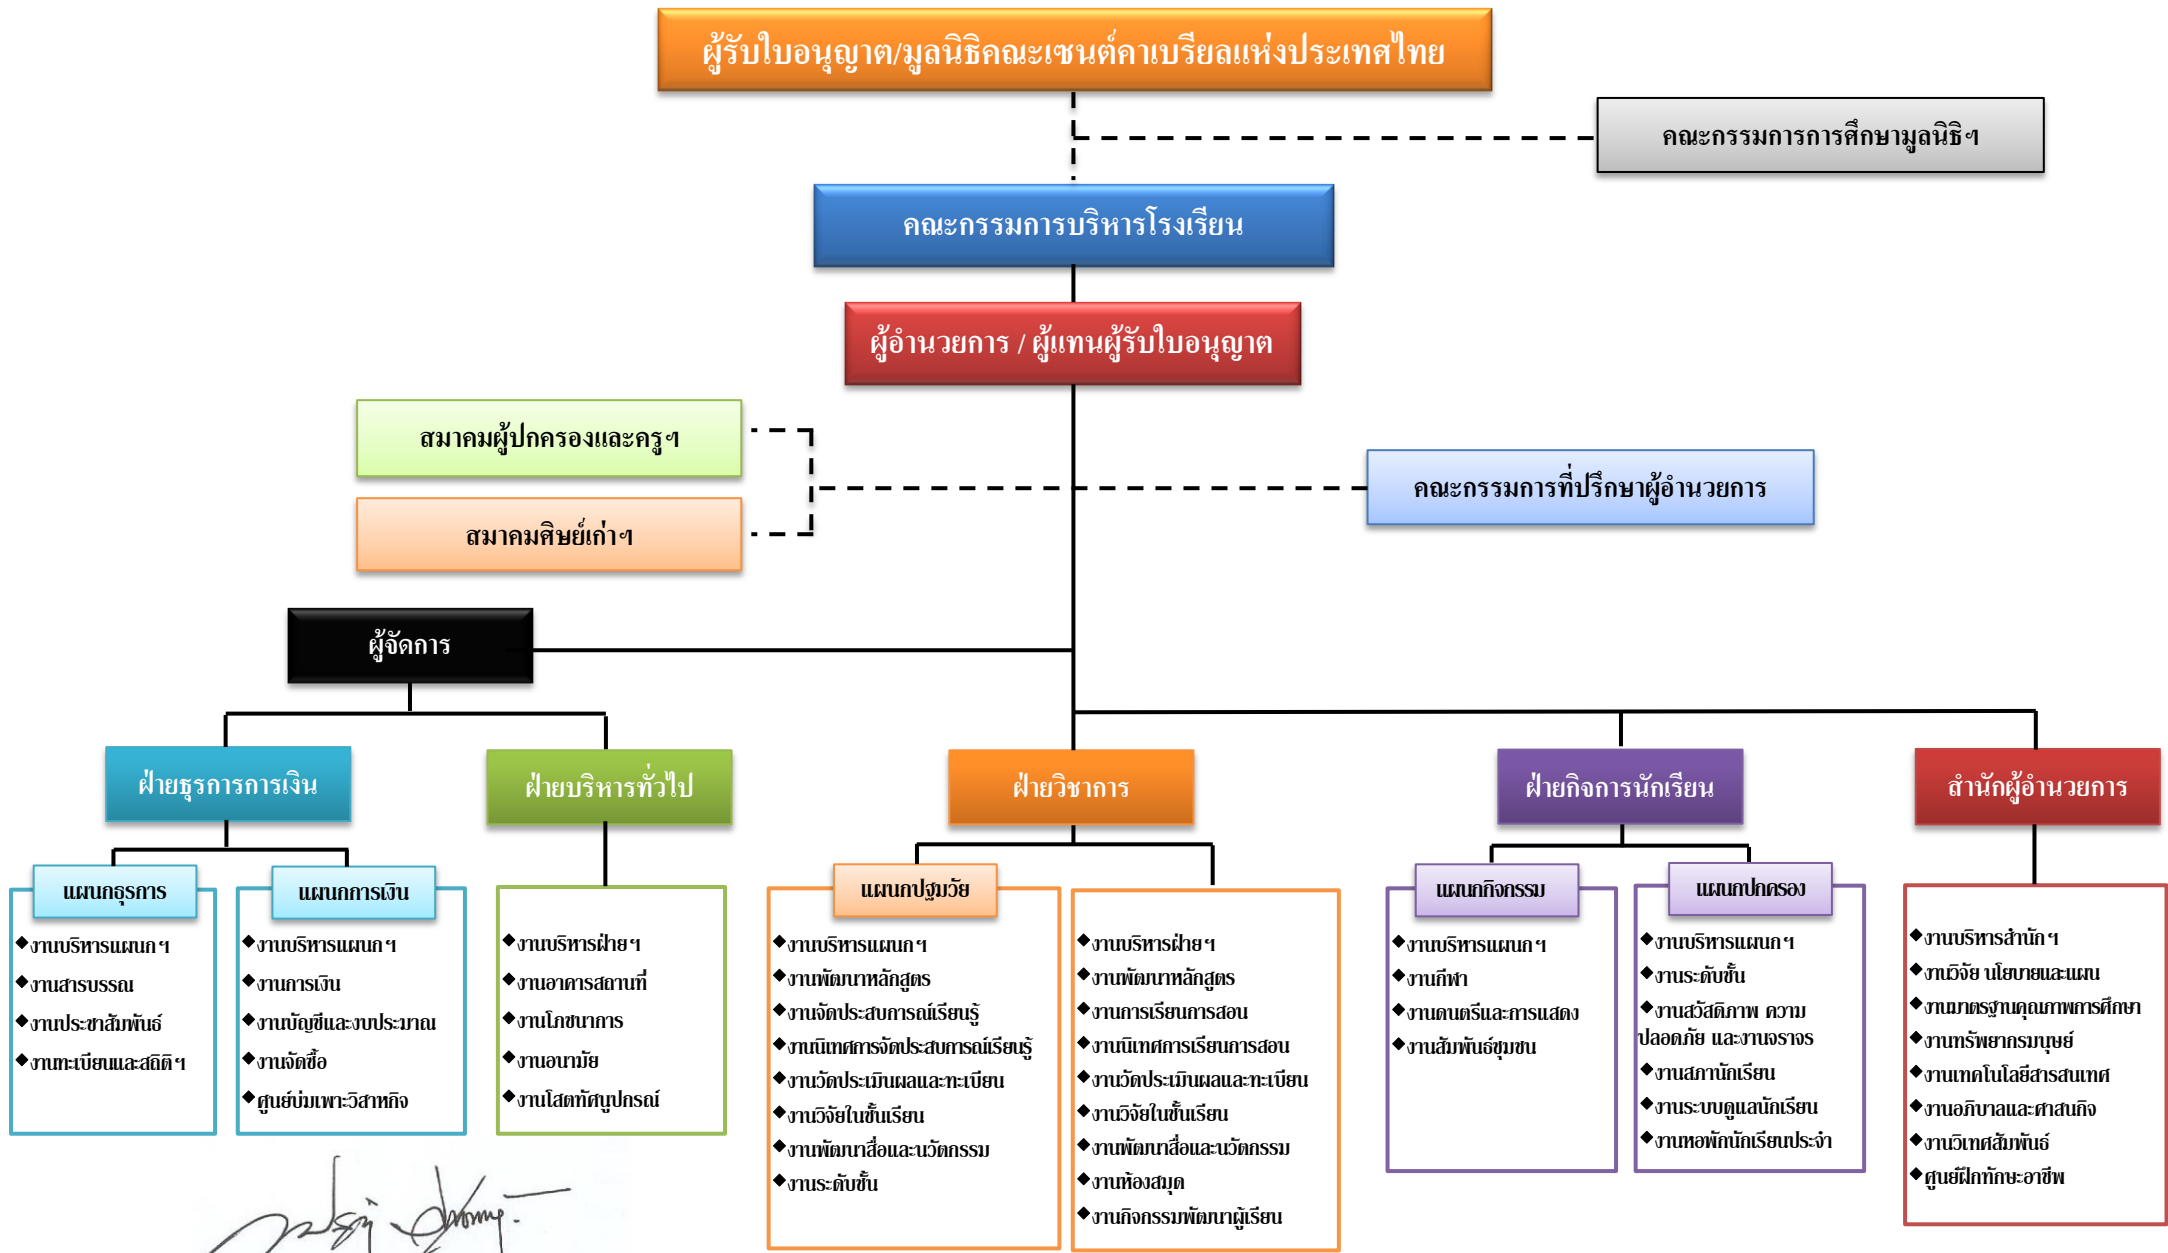 ผู้รับใบอนุญาต/มูลนิธิคณะเซนต์คาเบรียลแห่งประเทศไทย
คณะกรรมการการศึกษามูลนิธิฯ
คณะกรรมการบริหารโรงเรียน
ผู้อำนวยการ / ผู้แทนผู้รับใบอนุญาต
สมาคมผู้ปกครองและครูฯ
คณะกรรมการที่ปรึกษาผู้อำนวยการ
สมาคมศิษย์เก่าฯ
ผู้จัดการ
ฝ่ายธุรการการเงิน
ฝ่ายบริหารทั่วไป
ฝ่ายวิชาการ
ฝ่ายกิจการนักเรียน
สำนักผู้อำนวยการ
แผนกธุรการ
◆งานบริหารแผนกฯ
◆งานสารบรรณ
◆งานประชาสัมพันธ์
◆งานทะเบียนและสถิติฯ
แผนกการเงิน
◆งานบริหารแผนกฯ
◆งานการเงิน
◆งานบัญชีและงบประมาณ
◆งานจัดซื้อ
◆ศูนย์บ่มเพาะวิสาหกิจ
◆งานบริหารฝ่ายฯ
◆งานอาคารสถานที่
◆งานโภชนาการ
◆งานอนามัย
◆งานโสตทัศนูปกรณ์
แผนกปฐมวัย
◆งานบริหารแผนกฯ
◆งานพัฒนาหลักสูตร
◆งานจัดประสบการณ์เรียนรู้
◆งานนิเทศการจัดประสบการณ์เรียนรู้
◆งานวัดประเมินผลและทะเบียน
◆งานวิจัยในชั้นเรียน
◆งานพัฒนาสื่อและนวัตกรรม
◆งานระดับชั้น
◆งานบริหารฝ่ายฯ
◆งานพัฒนาหลักสูตร
◆งานการเรียนการสอน
◆งานนิเทศการเรียนการสอน
◆งานวัดประเมินผลและทะเบียน
◆งานวิจัยในชั้นเรียน
◆งานพัฒนาสื่อและนวัตกรรม
◆งานห้องสมุด
◆งานกิจกรรมพัฒนาผู้เรียน
แผนกกิจกรรม
◆งานบริหารแผนกฯ
◆งานกีฬา
◆งานดนตรีและการแสดง
◆งานสัมพันธ์ชุมชน
แผนกปกครอง
◆งานบริหารแผนกฯ
◆งานระดับชั้น
◆งานสวัสดิภาพ ความ
ปลอดภัย และงานจราจร
◆งานสภานักเรียน
◆งานระบบดูแลนักเรียน
◆งานหอพักนักเรียนประจำ
◆งานบริหารสำนักฯ
◆งานวิจัย นโยบายและแผน
◆งานมาตรฐานคุณภาพการศึกษา
◆งานทรัพยากรมนุษย์
◆งานเทคโนโลยีสารสนเทศ
◆งานอภิบาลและศาสนกิจ
◆งานวิเทศสัมพันธ์
◆ศูนย์ฝึกทักษะอาชีพ